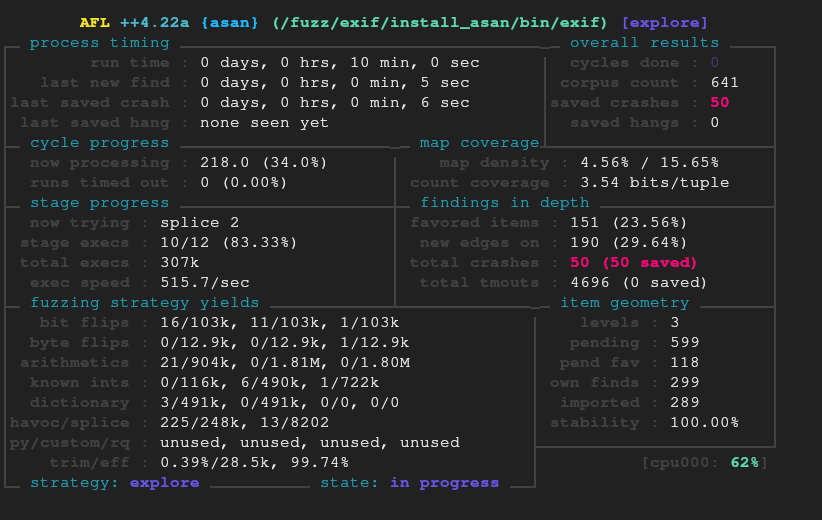 AFL ++4.22a {asan} (/fuzz/exif/install_asan/bin/exif) [explore]
process timing overall results
run time : 0 days, 0 hrs, 10 min, 0 sec cycles done : 0
last new find : 0 days, 0 hrs, 0 min, 5 sec corpus count : 641
last saved crash : 0 days, 0 hrs, 0 min, 6 sec saved crashes : 50
last saved hang : none seen yet saved hangs : 0
cycle progress map coverage
now processing : 218.0 (34.0%) map density : 4.56% / 15.65%
runs timed out : 0 (0.00%) count coverage : 3.54 bits/tuple
stage progress findings in depth
now trying : splice 2 favored items : 151 (23.56%)
stage execs : 10/12 (83.33%) new edges on : 190 (29.64%)
total execs : 307k total crashes : 50 (50 saved)
exec speed : 515.7/sec total tmouts : 4696 (0 saved)
fuzzing strategy yields item geometry
bit flips : 16/103k, 11/103k, 1/103k levels : 3
byte flips : 0/12.9k, 0/12.9k, 1/12.9k pending : 599
arithmetics : 21/904k, 0/1.81M, 0/1.80M pend fav : 118
known ints : 0/116k, 6/490k, 1/722k own finds : 299
dictionary : 3/491k, 0/491k, 0/0, 0/0 imported : 289
havoc/splice : 225/248k, 13/8202 stability : 100.00%
py/custom/rq : unused, unused, unused, unused
trim/eff : 0.39%/28.5k, 99.74% [cpu000: 62%]
strategy: explore state: in progress